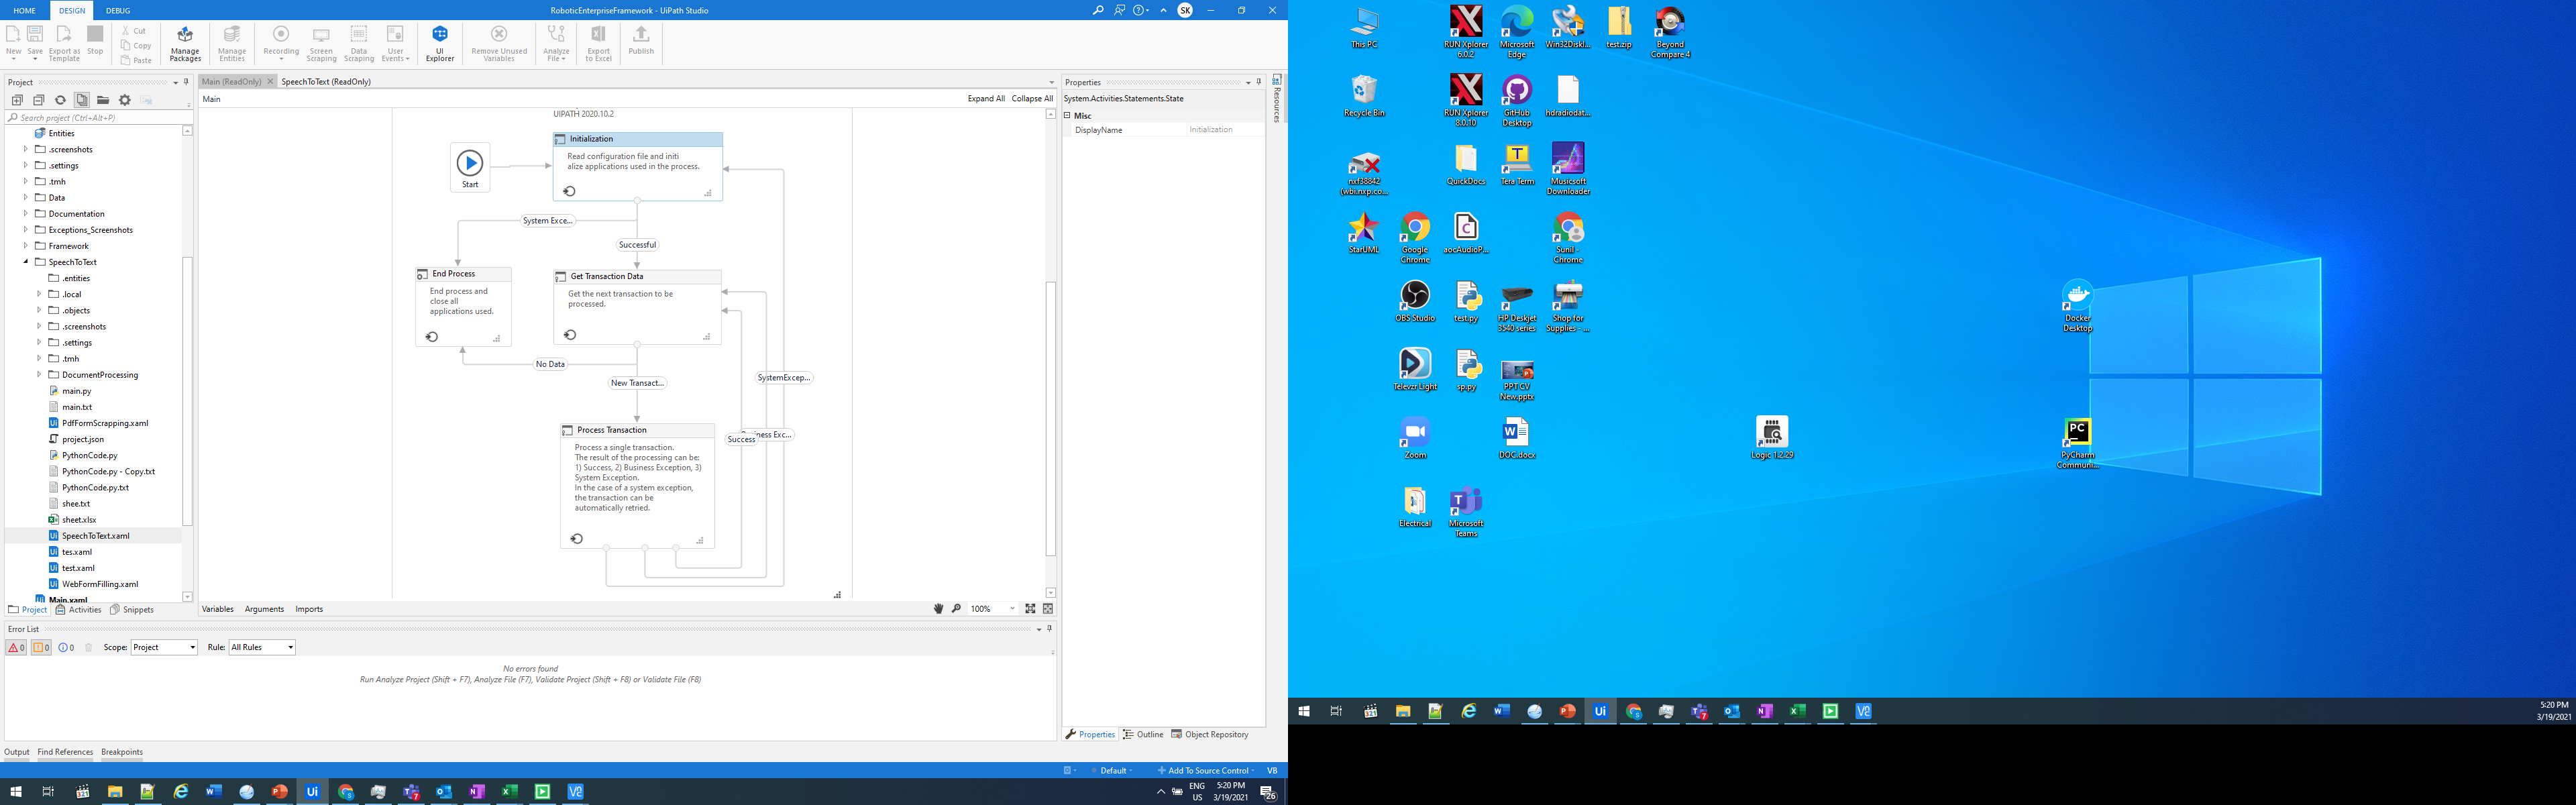 HOME
DESIGN
DEBUG
RoboticEnterpriseFramework - UiPath Studio
SK
New
Save
Export as Template
Stop
Cut
Copy
Paste
Manage Packages
Manage Entities
Recording
Screen Scraping
Data Scraping
User Events
UI Explorer
Remove Unused Variables
Analyze File
Export to Excel
Publish
Project
Search project (Ctrl+Alt+P)
Entities
.screenshots
.settings
.tmh
Data
Documentation
Exceptions_Screenshots
Framework
SpeechToText
.entities
.local
.objects
.screenshots
.settings
.tmh
DocumentProcessing
main.py
main.txt
PdfFormScrapping.xaml
project.json
PythonCode.py
PythonCode.py - Copy.txt
PythonCode.py.txt
shee.txt
sheet.xlsx
SpeechToText.xaml
tes.xaml
test.xaml
WebFormFilling.xaml
Main.xaml
Project
Activities
Snippets
Main (ReadOnly)
SpeechToText (ReadOnly)
Main
Expand All
Collapse All
UIPATH 2020.10.2
Start
Initialization
Read configuration file and initi
alize applications used in the process.
System Exce...
Successful
End Process
End process and
close all
applications used.
Get Transaction Data
Get the next transaction to be
processed.
No Data
New Transact...
SystemExcep...
Success
iness Exc...
Process Transaction
Process a single transaction.
The result of the processing can be:
1) Success, 2) Business Exception, 3)
System Exception.
In the case of a system exception,
the transaction can be
automatically retried.
Variables
Arguments
Imports
100%
Properties
System.Activities.Statements.State
Misc
DisplayName
Initialization
Resources
Properties
Outline
Object Repository
Error List
0
0
0
Scope:
Project
Rule:
All Rules
No errors found
Run Analyze Project (Shift + F7), Analyze File (F7), Validate Project (Shift + F8) or Validate File (F8)
Output
Find References
Breakpoints
Default
Add To Source Control
VB
ENG
US
5:20 PM
3/19/2021
26
This PC
RUN Xplorer
6.0.2
Microsoft
Edge
Win32Diskl...
test.zip
Beyond
Compare 4
Recycle Bin
RUN Xplorer
8.0.10
GitHub
Desktop
hdradiodat...
nxf38842
(wbi.nxp.co...
QuickDocs
Tera Term
Musicsoft
Downloader
StarUML
Google
Chrome
aocAudioP...
Sunil -
Chrome
OBS Studio
test.py
HP Deskjet
3540 series
Shop for
Supplies - ...
Docker
Desktop
Televzr Light
sp.py
PPT CV
New.pptx
Zoom
DOC.docx
Logic 1.2.29
PyCharm
Communi...
Electrical
Microsoft
Teams
5:20 PM
3/19/2021